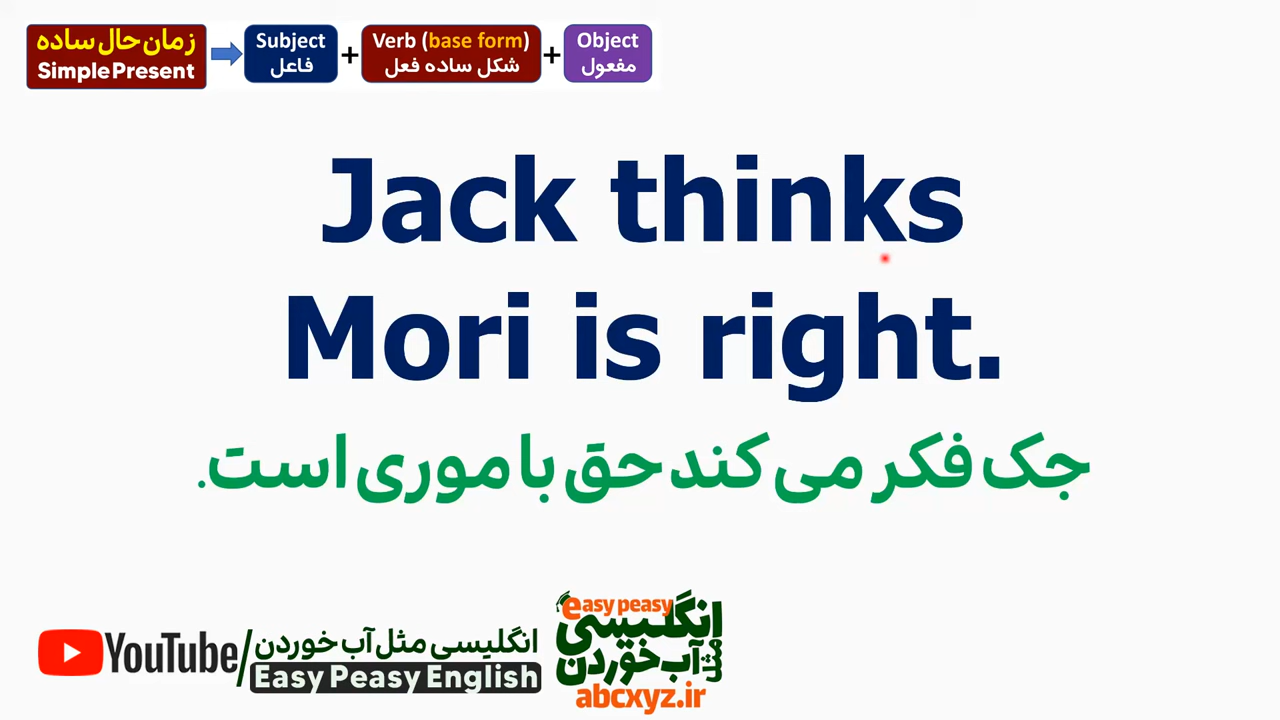 زمان حال ساده
Simple Present
Subject
فاعل
+
Verb (base form)
شکل ساده فعل
+
Object
مفعول
Jack thinks
Mori is right.
جک فکر می کند حق با موری است.
YouTube/
انگلیسی مثل آب خوردن
Easy Peasy English
easy peasy
انگلیسی
مثل
آب خوردن
abcxyz.ir